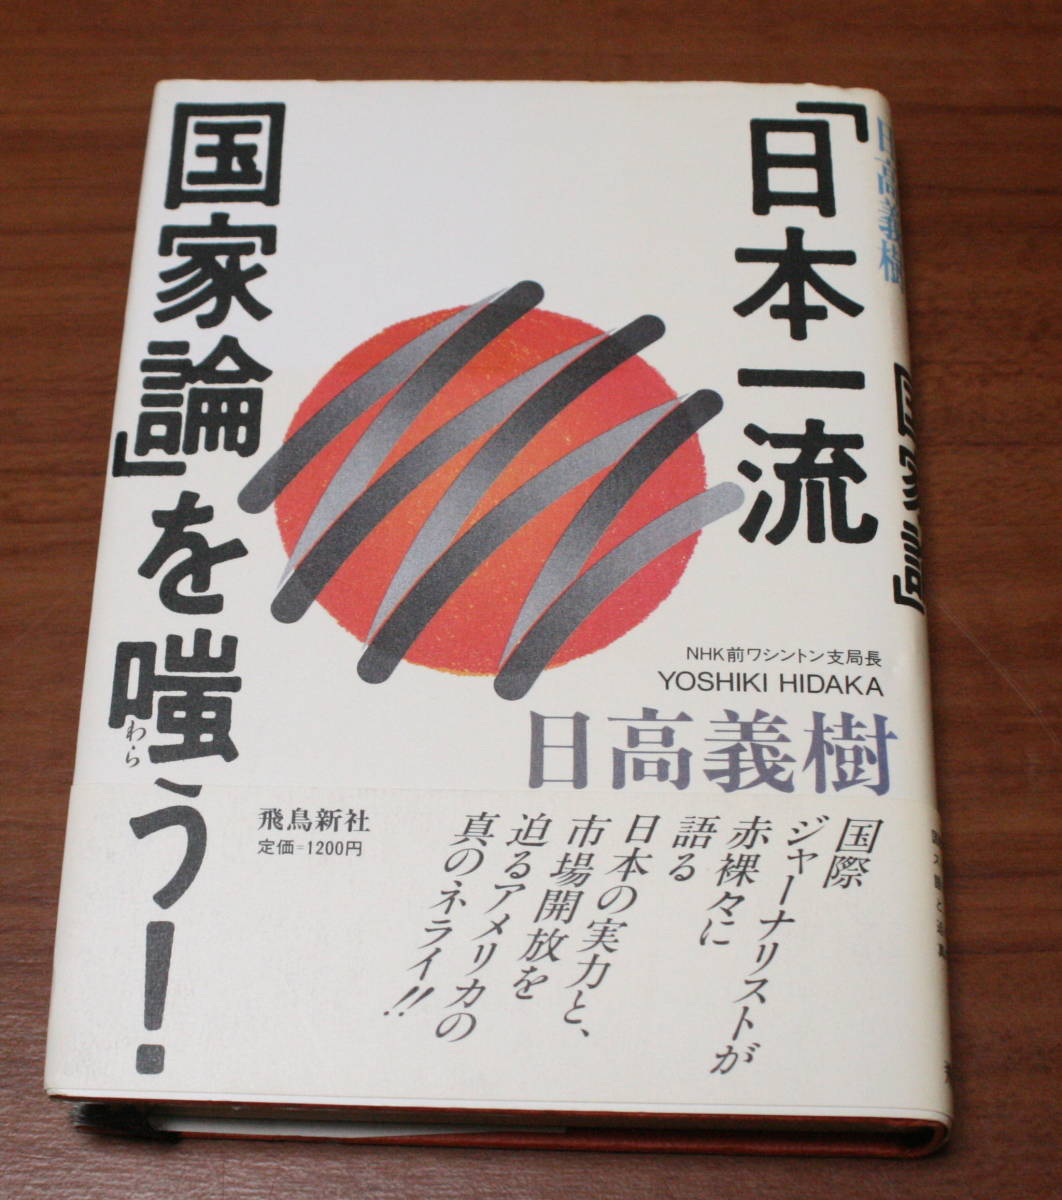 「日本一流
国家論」を嗤う!
わら
NHK前ワシントン支局長
YOSHIKI HIDAKA
日高義樹
国際
ジャーナリストが
赤裸々に
語る
日本の実力と、
市場開放を
迫るアメリカの
真のネライ!!
飛鳥新社
定価=1200円
日高義樹